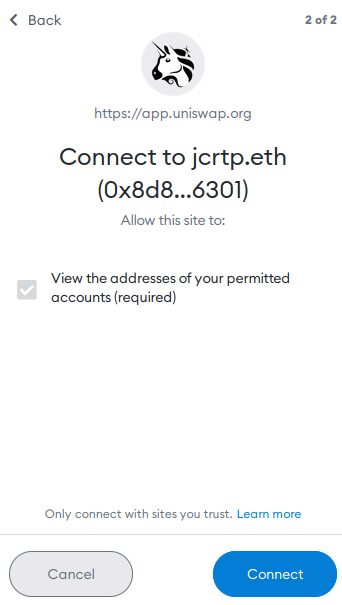 Back
2 of 2
https://app.uniswap.org
Connect to jcrtp.eth
(0x8d8...6301)
Allow this site to:
View the addresses of your permitted
accounts (required)
Only connect with sites you trust. Learn more
Cancel
Connect